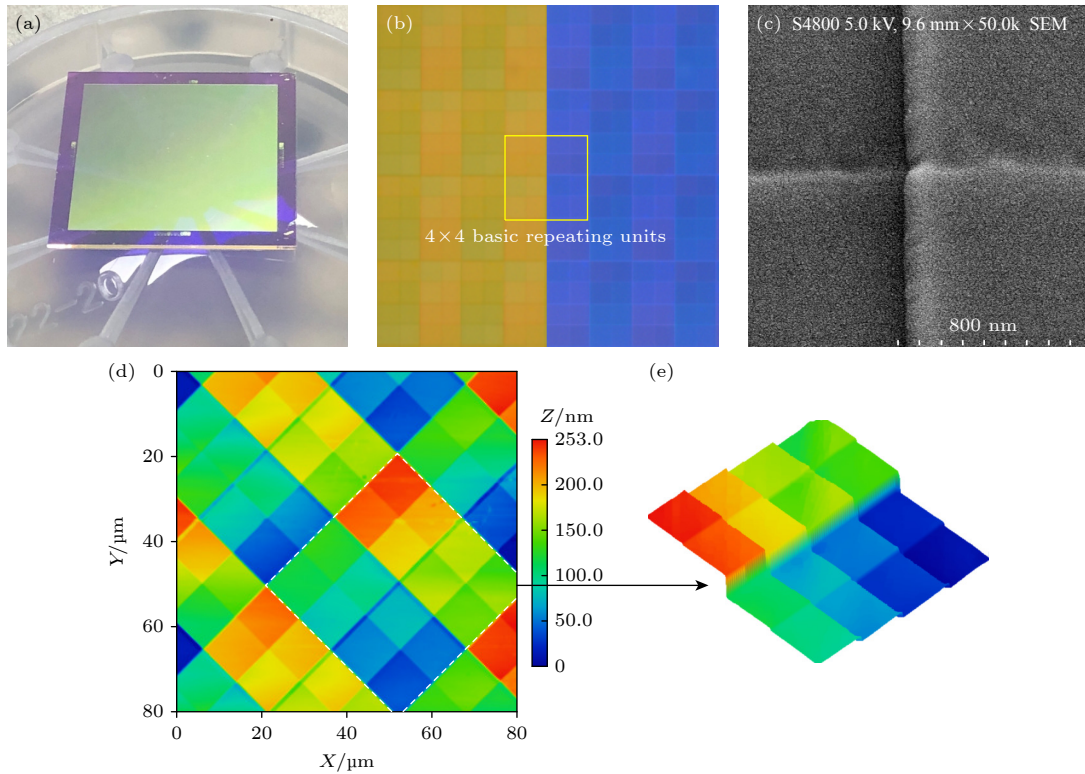 (a)
22-20
(b)
4×4 basic repeating units
(c) S4800 5.0 kV, 9.6 mm×50.0k SEM
800 nm
(d)
0
20
40
60
80
Y/µm
0 20 40 60 80
X/µm
Z/nm
253.0
200.0
150.0
100.0
50.0
0
(e)